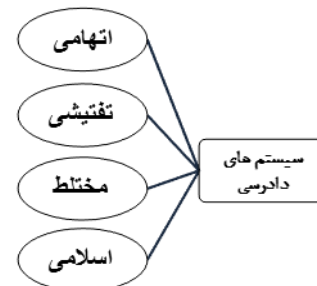 سیستم های
دادرسی
اتهامی
تفتیشی
مختلط
اسلامی